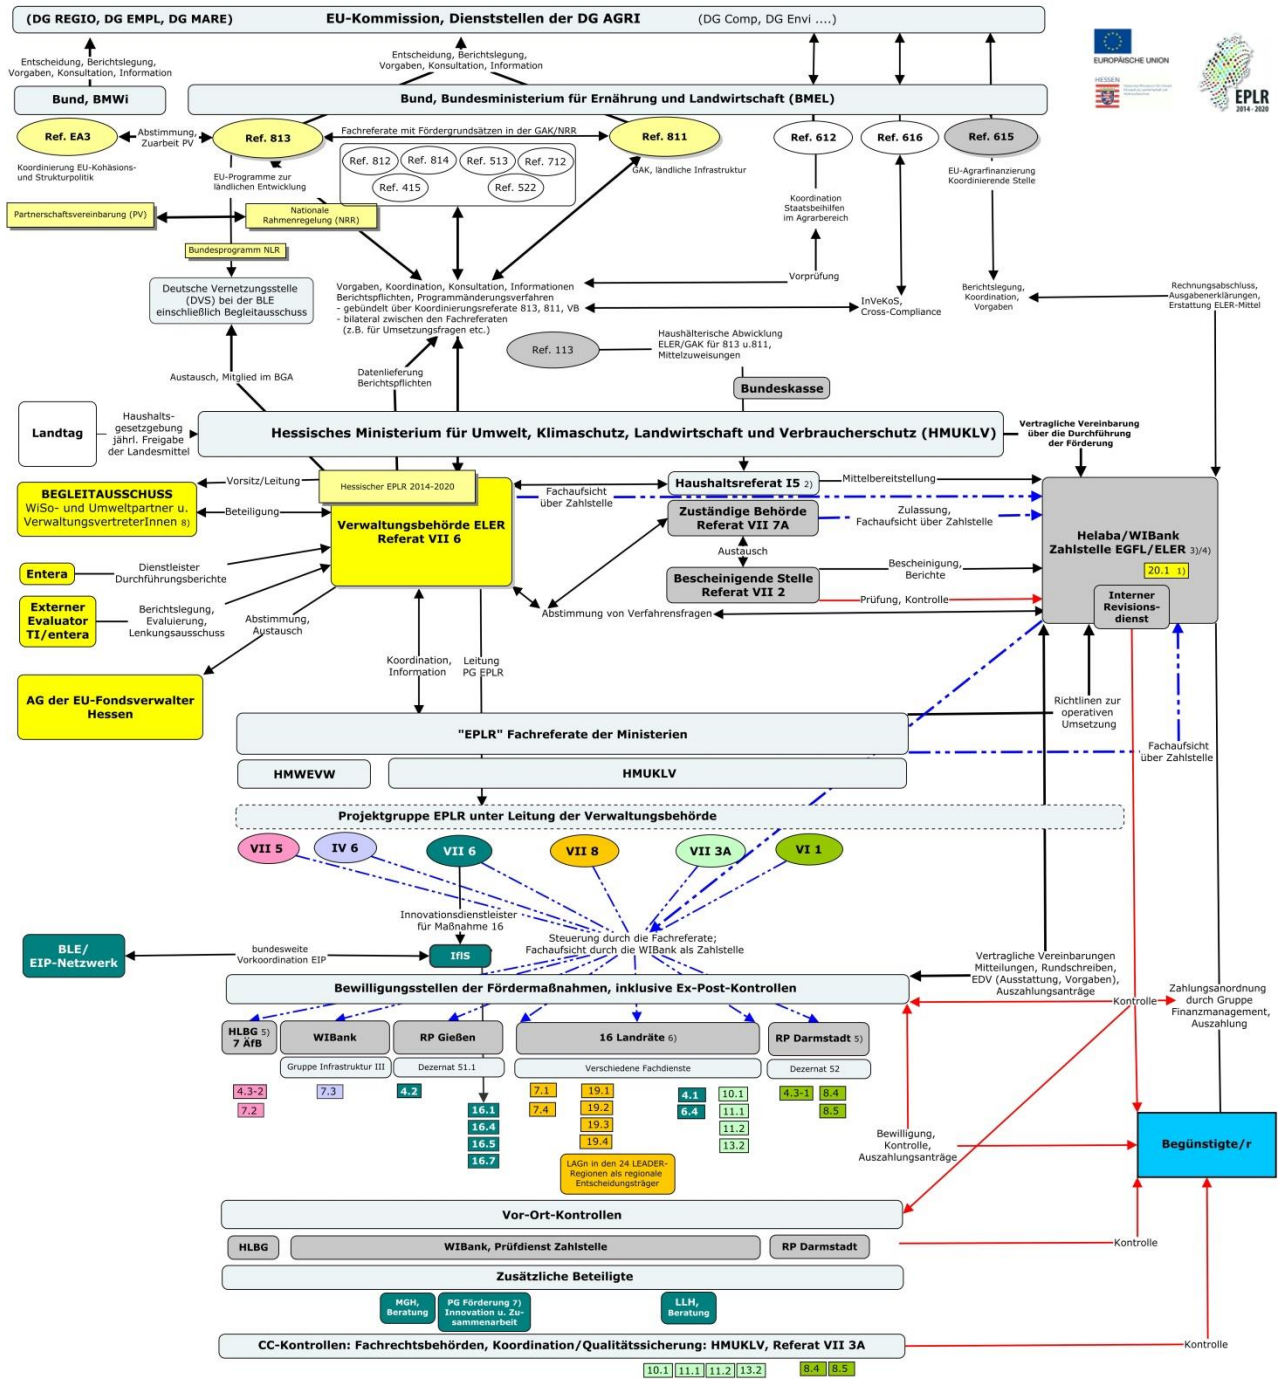 (DG REGIO, DG EMPL, DG MARE) EU-Kommission, Dienststellen der DG AGRI (DG Comp, DG Envi ....)
EUROPÄISCHE UNION
HESSEN
EPLR
2014 - 2020
Entscheidung, Berichtslegung,
Vorgaben, Konsultation, Information
Entscheidung, Berichtslegung,
Vorgaben, Konsultation, Information
Bund, BMWi
Bund, Bundesministerium für Ernährung und Landwirtschaft (BMEL)
Ref. EA3
Abstimmung,
Zuarbeit PV
Ref. 813
Fachreferate mit Fördergrundsätzen in der GAK/NRR
Ref. 811
Ref. 612
Ref. 616
Ref. 615
Koordinierung EU-Kohäsions-
und Strukturpolitik
EU-Programme zur
ländlichen Entwicklung
Ref. 812
Ref. 814
Ref. 513
Ref. 712
Ref. 415
Ref. 522
GAK, ländliche Infrastruktur
EU-Agrarfinanzierung
Koordinierende Stelle
Koordination
Staatsbeihilfen
im Agrarbereich
Partnerschaftsvereinbarung (PV)
Nationale
Rahmenregelung (NRR)
Bundesprogramm NLR
Deutsche Vernetzungsstelle
(DVS) bei der BLE
einschließlich Begleitausschuss
Vorgaben, Koordination, Konsultation, Informationen
Berichtspflichten, Programmänderungsverfahren
- gebündelt über Koordinierungsreferate 813, 811, VB
- bilateral zwischen den Fachreferaten
(z.B. für Umsetzungsfragen etc.)
Vorprüfung
InVeKoS,
Cross-Compliance
Berichtslegung,
Koordination,
Vorgaben
Rechnungsabschluss,
Ausgabenerklärungen,
Erstattung ELER-Mittel
Ref. 113
Haushälterische Abwicklung
ELER/GAK für 813 u.811,
Mittelzuweisungen
Austausch, Mitglied im BGA
Datenlieferung
Berichtspflichten
Bundeskasse
Landtag
Haushalts-
gesetzgebung
jährl. Freigabe
der Landesmittel
Hessisches Ministerium für Umwelt, Klimaschutz, Landwirtschaft und Verbraucherschutz (HMUKLV)
Vertragliche Vereinbarung
über die Durchführung
der Förderung
BEGLEITAUSSCHUSS
WiSo- und Umweltpartner u.
VerwaltungsvertreterInnen 8)
Vorsitz/Leitung
Beteiligung
Hessischer EPLR 2014-2020
Verwaltungsbehörde ELER
Referat VII 6
Fachaufsicht
über Zahlstelle
Haushaltsreferat I5 2)
Mittelbereitstellung
Zuständige Behörde
Referat VII 7A
Zulassung,
Fachaufsicht über Zahlstelle
Austausch
Bescheinigende Stelle
Referat VII 2
Bescheinigung,
Berichte
Prüfung, Kontrolle
Abstimmung von Verfahrensfragen
Helaba/WIBank
Zahlstelle EGFL/ELER 3)/4)
20.1 1)
Interner
Revisions-
dienst
Entera
Dienstleister
Durchführungsberichte
Externer
Evaluator
TI/entera
Berichtslegung,
Evaluierung,
Lenkungsausschuss
Abstimmung,
Austausch
AG der EU-Fondsverwalter
Hessen
Koordination,
Information
Leitung
PG EPLR
Richtlinen zur
operativen
Umsetzung
"EPLR" Fachreferate der Ministerien
Fachaufsicht
über Zahlstelle
HMWEVW
HMUKLV
Projektgruppe EPLR unter Leitung der Verwaltungsbehörde
VII 5
IV 6
VII 6
VII 8
VII 3A
VI 1
Innovationsdienstleister
für Maßnahme 16
BLE/
EIP-Netzwerk
bundesweite
Vorkoordination EIP
IfIS
Steuerung durch die Fachreferate;
Fachaufsicht durch die WIBank als Zahlstelle
Vertragliche Vereinbarungen
Mitteilungen, Rundschreiben,
EDV (Ausstattung, Vorgaben),
Auszahlungsanträge
Bewilligungsstellen der Fördermaßnahmen, inklusive Ex-Post-Kontrollen
Kontrolle
Zahlungsanordnung
durch Gruppe
Finanzmanagement,
Auszahlung
HLBG 5)
7 ÄfB
WIBank
RP Gießen
16 Landräte 6)
RP Darmstadt 5)
Gruppe Infrastruktur III
Dezernat 51.1
Verschiedene Fachdienste
Dezernat 52
4.3-2
7.2
7.3
4.2
16.1
16.4
16.5
16.7
7.1
7.4
19.1
19.2
19.3
19.4
4.1
6.4
10.1
11.1
11.2
13.2
4.3-1
8.4
8.5
LAGn in den 24 LEADER-
Regionen als regionale
Entscheidungsträger
Bewilligung,
Kontrolle,
Auszahlungsanträge
Begünstigte/r
Vor-Ort-Kontrollen
HLBG
WIBank, Prüfdienst Zahlstelle
RP Darmstadt
Kontrolle
Zusätzliche Beteiligte
MGH,
Beratung
PG Förderung 7)
Innovation u. Zu-
sammenarbeit
LLH,
Beratung
CC-Kontrollen: Fachrechtsbehörden, Koordination/Qualitätssicherung: HMUKLV, Referat VII 3A
Kontrolle
10.1 11.1 11.2 13.2 8.4 8.5